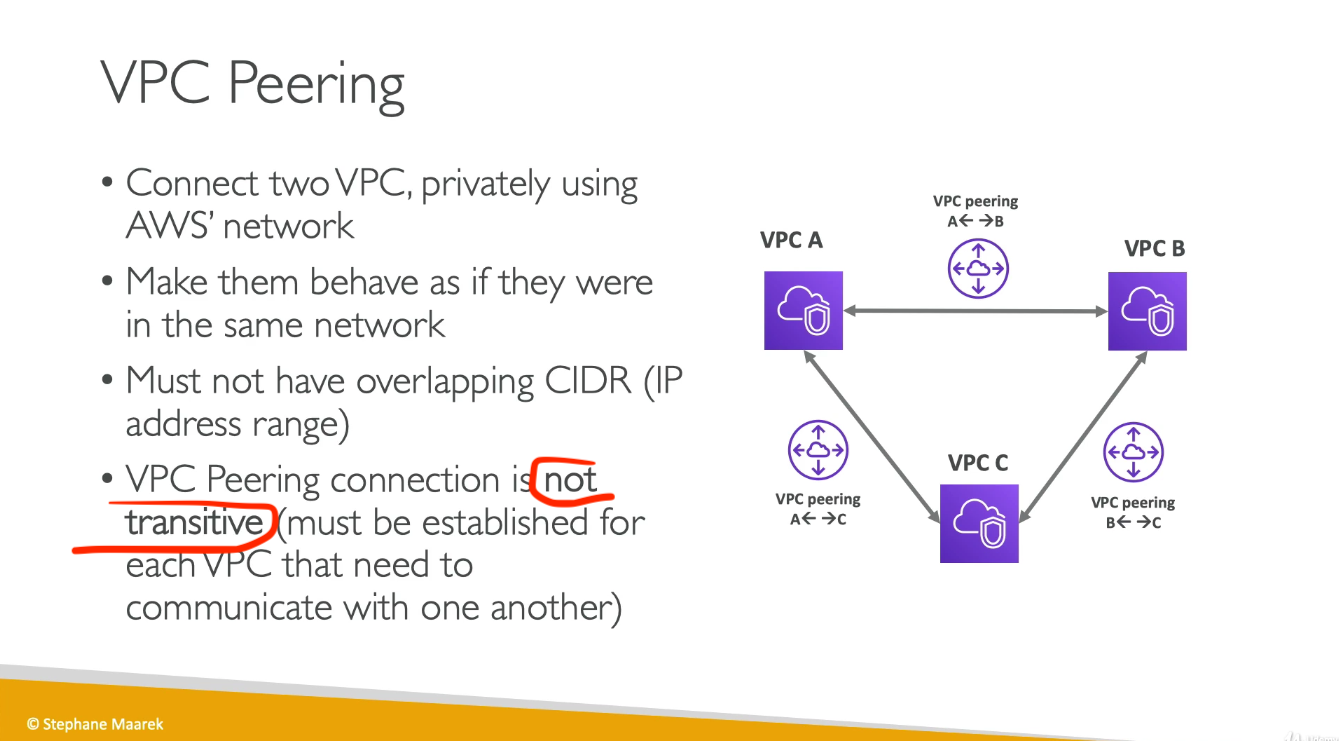 VPC Peering
• Connect two VPC, privately using
AWS’ network
• Make them behave as if they were
in the same network
• Must not have overlapping CIDR (IP
address range)
• VPC Peering connection is not
transitive (must be established for
each VPC that need to
communicate with one another)
VPC peering
A← →B
VPC A
VPC B
VPC peering
A← →C
VPC C
VPC peering
B← →C
© Stephane Maarek